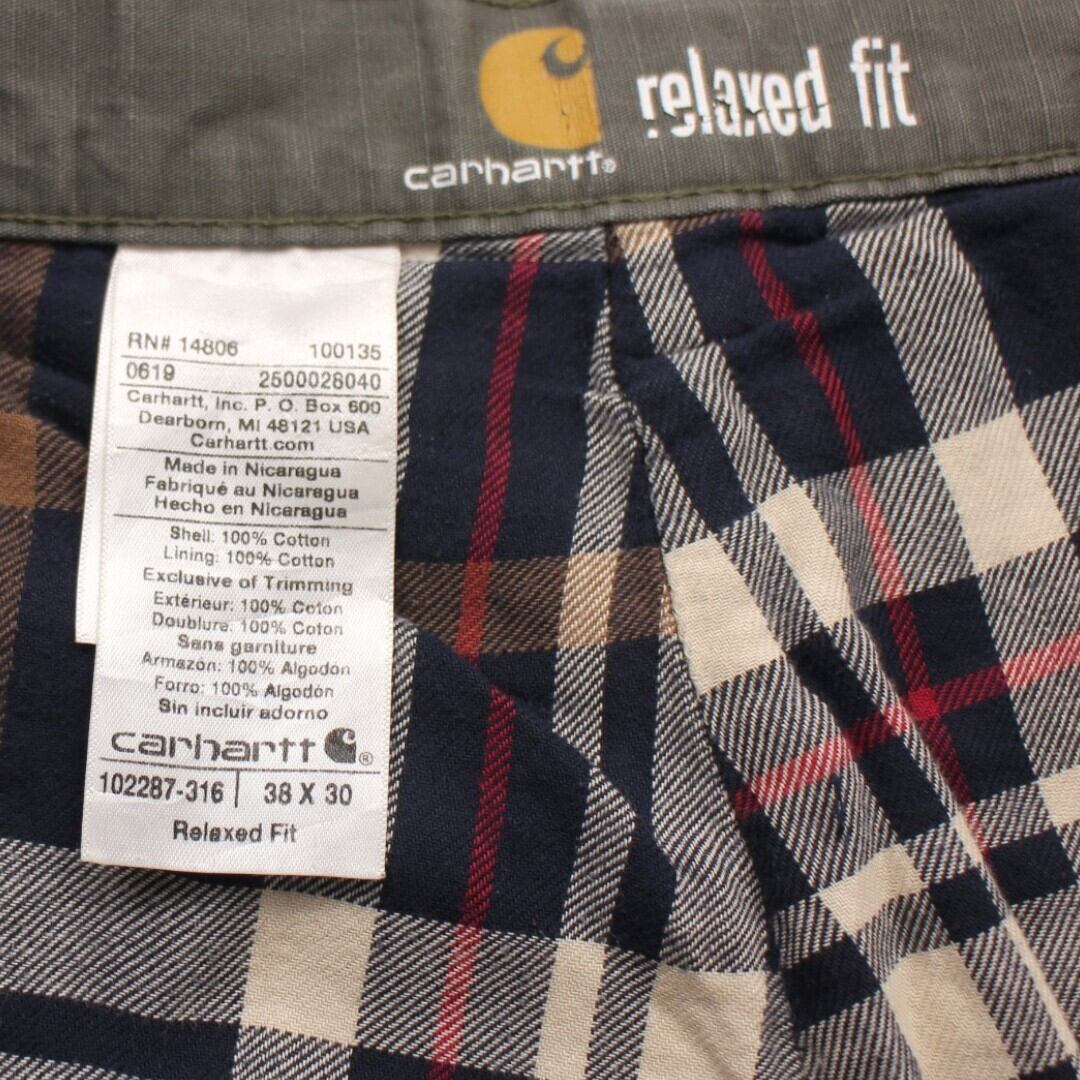 carhartt®
relaxed fit
RN# 14806 100135
0619 2500028040
Carhartt, Inc. P. O. Box 600
Dearborn, MI 48121 USA
Carhartt.com
Made in Nicaragua
Fabriqué au Nicaragua
Hecho en Nicaragua
Shell: 100% Cotton
Lining: 100% Cotton
Exclusive of Trimming
Extérieur: 100% Coton
Doublure: 100% Coton
Sans garniture
Armazón: 100% Algodón
Forro: 100% Algodón
Sin incluir adorno
carhartt ®
102287-316 | 38 X 30
Relaxed Fit